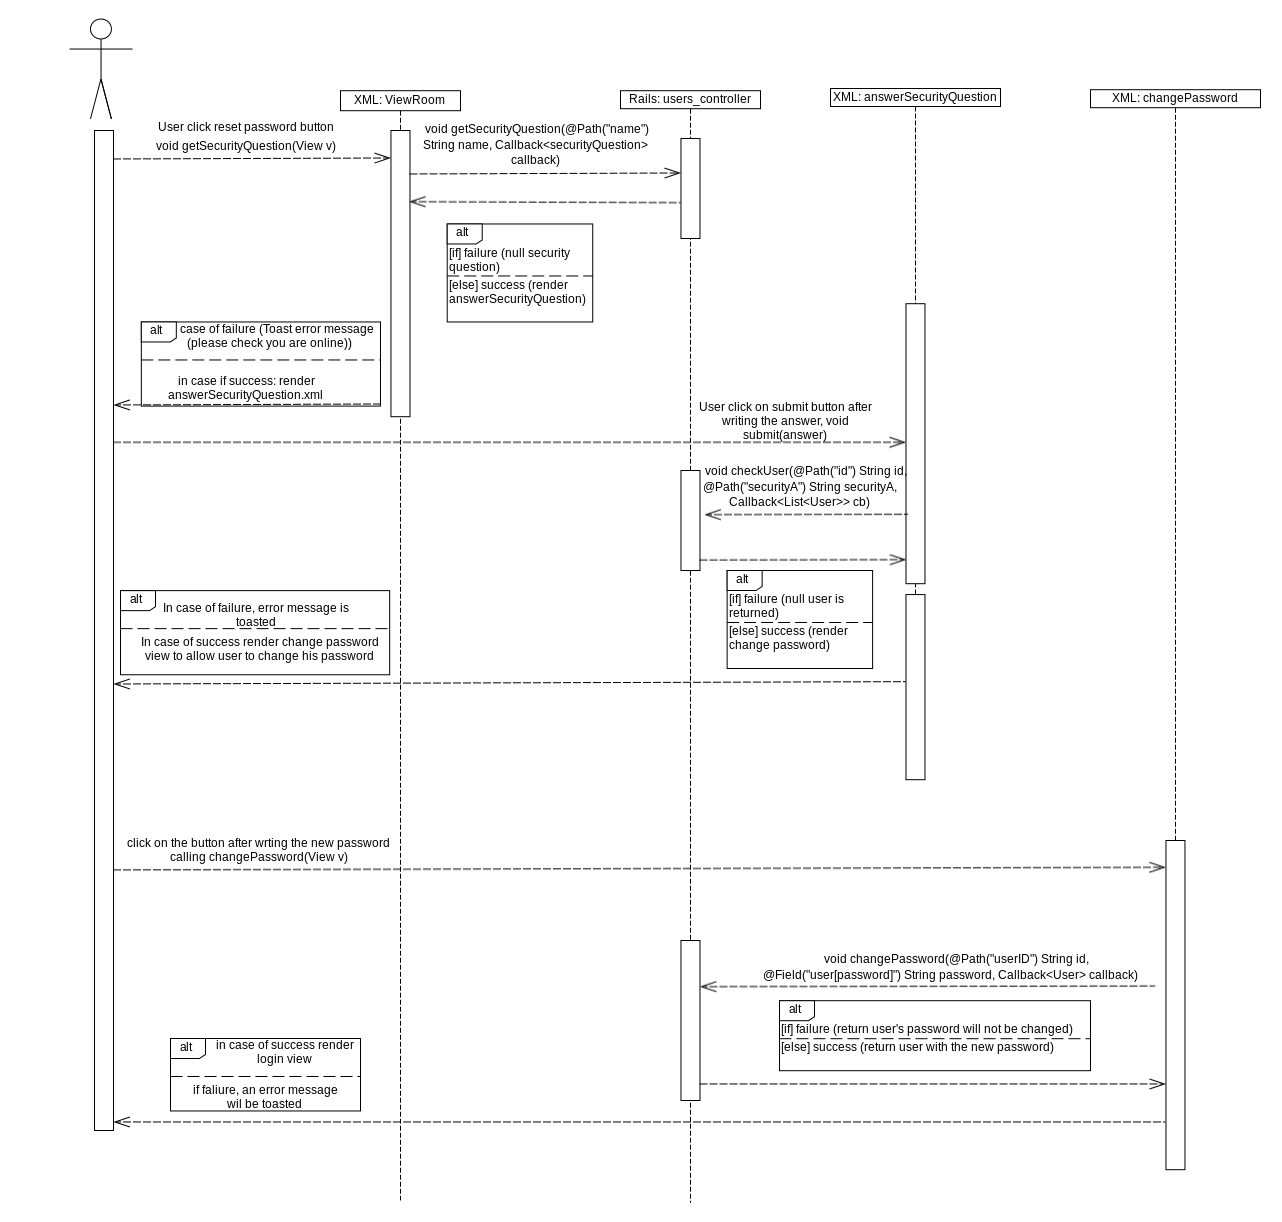 XML: ViewRoom
Rails: users_controller
XML: answerSecurityQuestion
XML: changePassword
User click reset password button
void getSecurityQuestion(View v)
void getSecurityQuestion(@Path("name")
String name, Callback<securityQuestion>
callback)
alt
[if] failure (null security
question)
[else] success (render
answerSecurityQuestion)
alt
case of failure (Toast error message
(please check you are online))
in case if success: render
answerSecurityQuestion.xml
User click on submit button after
writing the answer, void
submit(answer)
void checkUser(@Path("id") String id,
@Path("securityA") String securityA,
Callback<List<User>> cb)
alt
[if] failure (null user is
returned)
[else] success (render
change password)
alt
In case of failure, error message is
toasted
In case of success render change password
view to allow user to change his password
click on the button after wrting the new password
calling changePassword(View v)
void changePassword(@Path("userID") String id,
@Field("user[password]") String password, Callback<User> callback)
alt
[if] failure (return user's password will not be changed)
[else] success (return user with the new password)
alt
in case of success render
login view
if faliure, an error message
wil be toasted